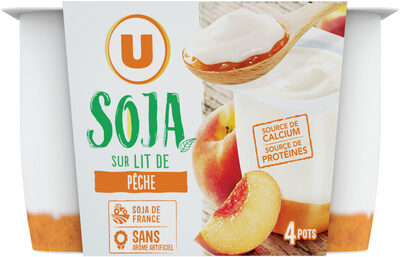 U
SOJA
SUR LIT DE
PÊCHE
SOURCE DE
CALCIUM
SOURCE DE
PROTÉINES
SOJA DE
FRANCE
SANS
ARÔME ARTIFICIEL
4 POTS